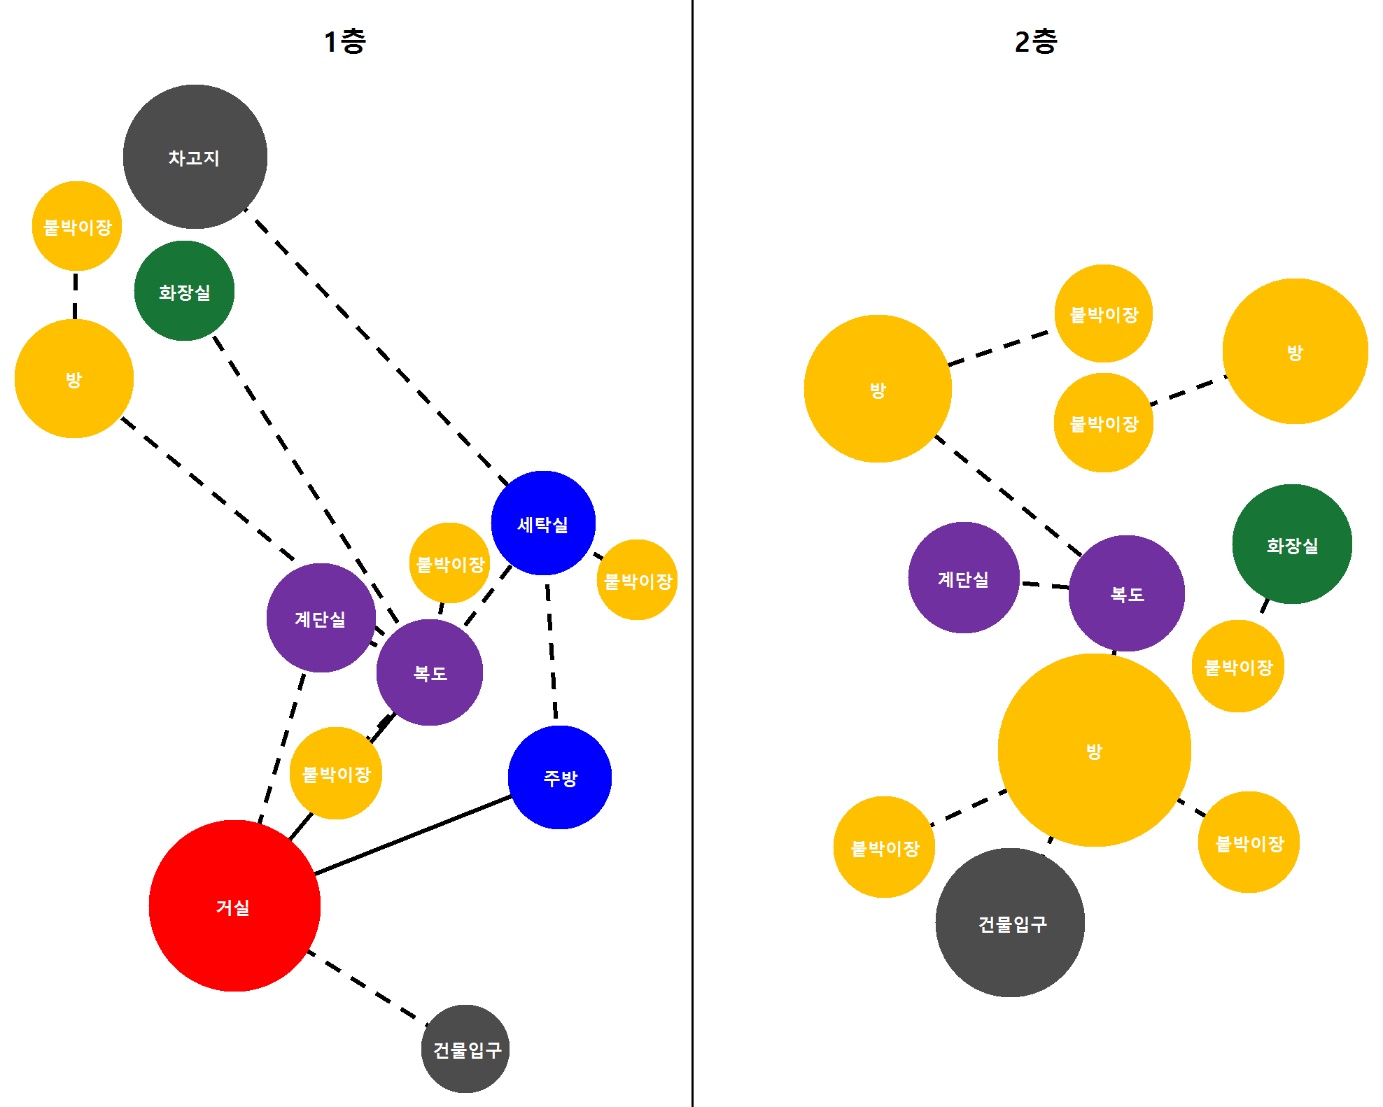 1층
차고지
붙박이장
화장실
방
세탁실
붙박이장
붙박이장
계단실
복도
붙박이장
주방
거실
건물입구
2층
붙박이장
방
방
붙박이장
화장실
계단실
복도
붙박이장
방
붙박이장
붙박이장
건물입구